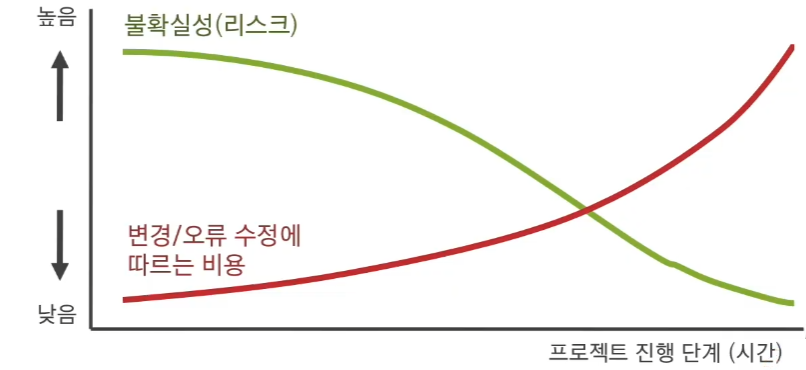 높음
불확실성(리스크)
변경/오류 수정에
따르는 비용
낮음
프로젝트 진행 단계 (시간)